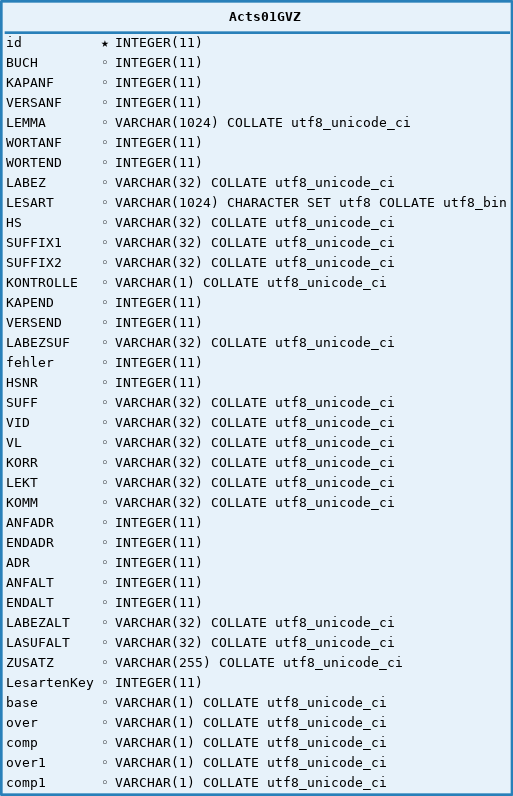 Acts01GVZ
id ★ INTEGER(11)
BUCH ◦ INTEGER(11)
KAPANF ◦ INTEGER(11)
VERSANF ◦ INTEGER(11)
LEMMA ◦ VARCHAR(1024) COLLATE utf8_unicode_ci
WORTANF ◦ INTEGER(11)
WORTEND ◦ INTEGER(11)
LABEZ ◦ VARCHAR(32) COLLATE utf8_unicode_ci
LESART ◦ VARCHAR(1024) CHARACTER SET utf8 COLLATE utf8_bin
HS ◦ VARCHAR(32) COLLATE utf8_unicode_ci
SUFFIX1 ◦ VARCHAR(32) COLLATE utf8_unicode_ci
SUFFIX2 ◦ VARCHAR(32) COLLATE utf8_unicode_ci
KONTROLLE ◦ VARCHAR(1) COLLATE utf8_unicode_ci
KAPEND ◦ INTEGER(11)
VERSEND ◦ INTEGER(11)
LABEZSUF ◦ VARCHAR(32) COLLATE utf8_unicode_ci
fehler ◦ INTEGER(11)
HSNR ◦ INTEGER(11)
SUFF ◦ VARCHAR(32) COLLATE utf8_unicode_ci
VID ◦ VARCHAR(32) COLLATE utf8_unicode_ci
VL ◦ VARCHAR(32) COLLATE utf8_unicode_ci
KORR ◦ VARCHAR(32) COLLATE utf8_unicode_ci
LEKT ◦ VARCHAR(32) COLLATE utf8_unicode_ci
KOMM ◦ VARCHAR(32) COLLATE utf8_unicode_ci
ANFADR ◦ INTEGER(11)
ENDADR ◦ INTEGER(11)
ADR ◦ INTEGER(11)
ANFALT ◦ INTEGER(11)
ENDALT ◦ INTEGER(11)
LABEZALT ◦ VARCHAR(32) COLLATE utf8_unicode_ci
LASUFALT ◦ VARCHAR(32) COLLATE utf8_unicode_ci
ZUSATZ ◦ VARCHAR(255) COLLATE utf8_unicode_ci
LesartenKey ◦ INTEGER(11)
base ◦ VARCHAR(1) COLLATE utf8_unicode_ci
over ◦ VARCHAR(1) COLLATE utf8_unicode_ci
comp ◦ VARCHAR(1) COLLATE utf8_unicode_ci
over1 ◦ VARCHAR(1) COLLATE utf8_unicode_ci
comp1 ◦ VARCHAR(1) COLLATE utf8_unicode_ci